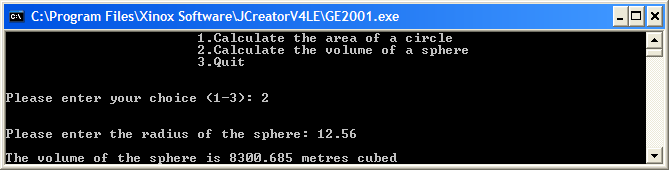 C:\Program Files\Xinox Software\JCreatorV4LE\GE2001.exe
1.Calculate the area of a circle
2.Calculate the volume of a sphere
3.Quit
Please enter your choice (1-3): 2
Please enter the radius of the sphere: 12.56
The volume of the sphere is 8300.685 metres cubed